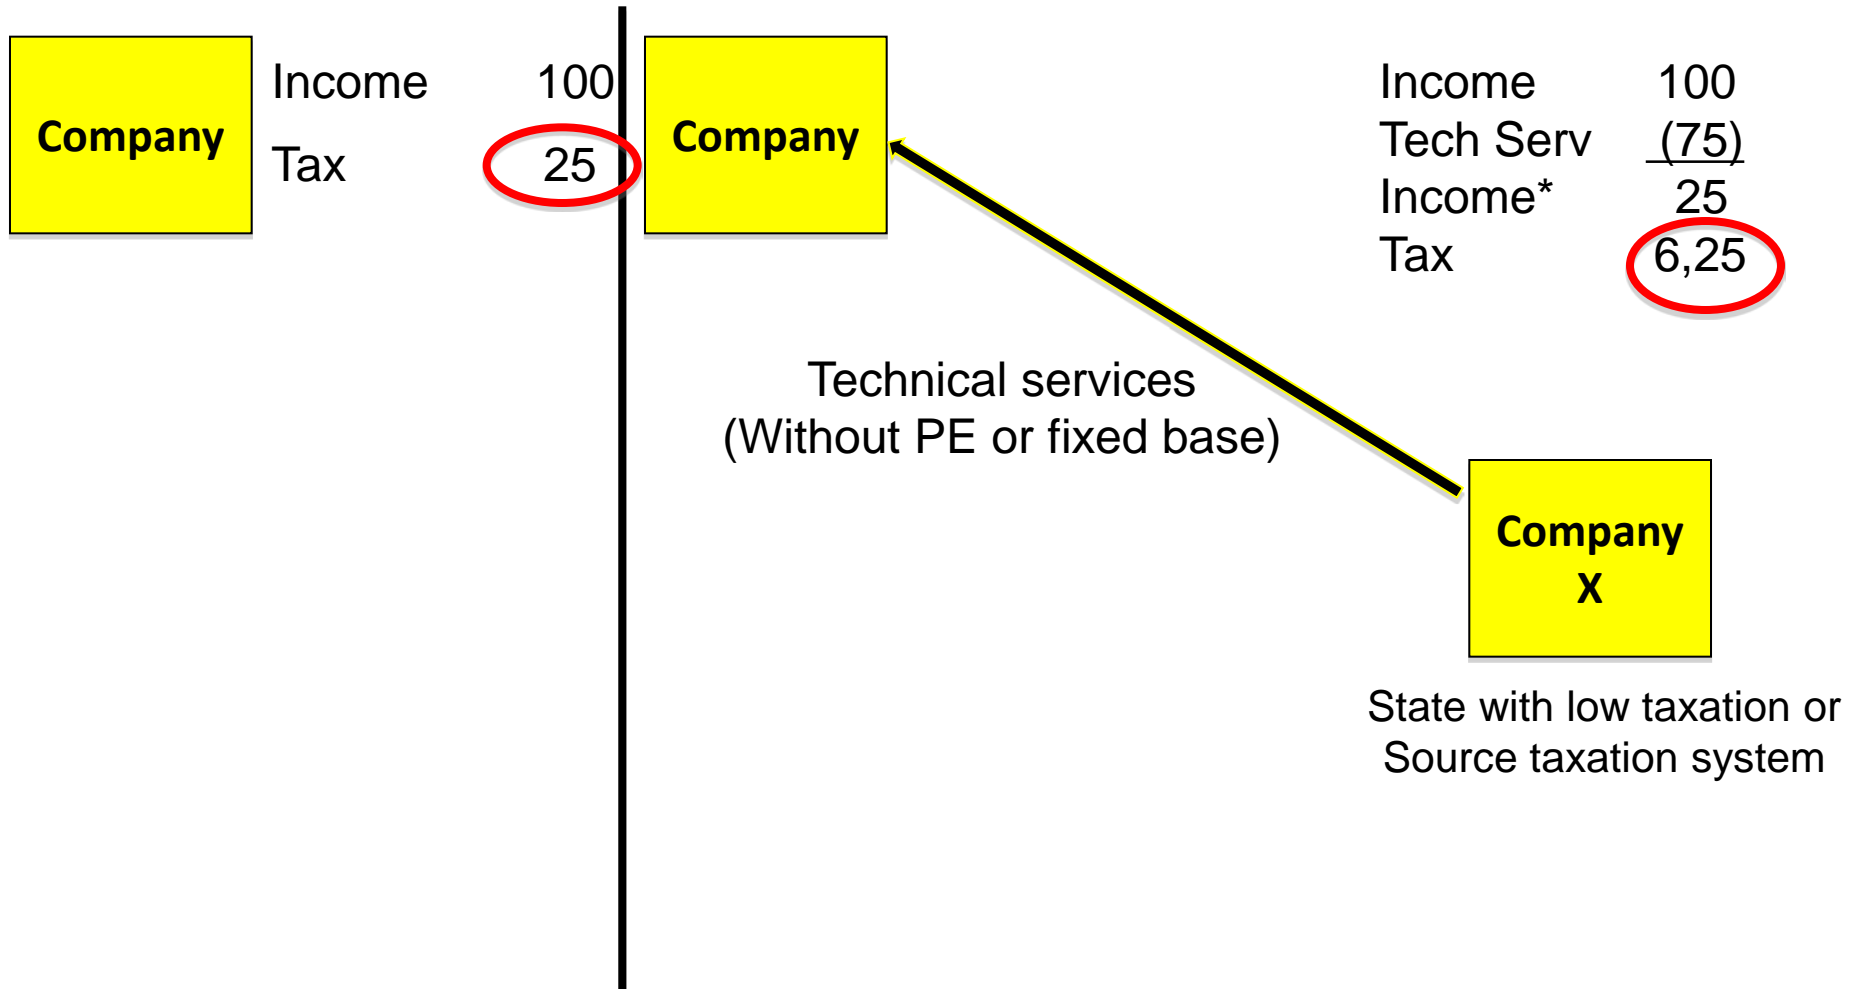 Company
Income 100
Tax 25
Company
Income 100
Tech Serv (75)
Income* 25
Tax 6,25
Technical services
(Without PE or fixed base)
Company
X
State with low taxation or
Source taxation system